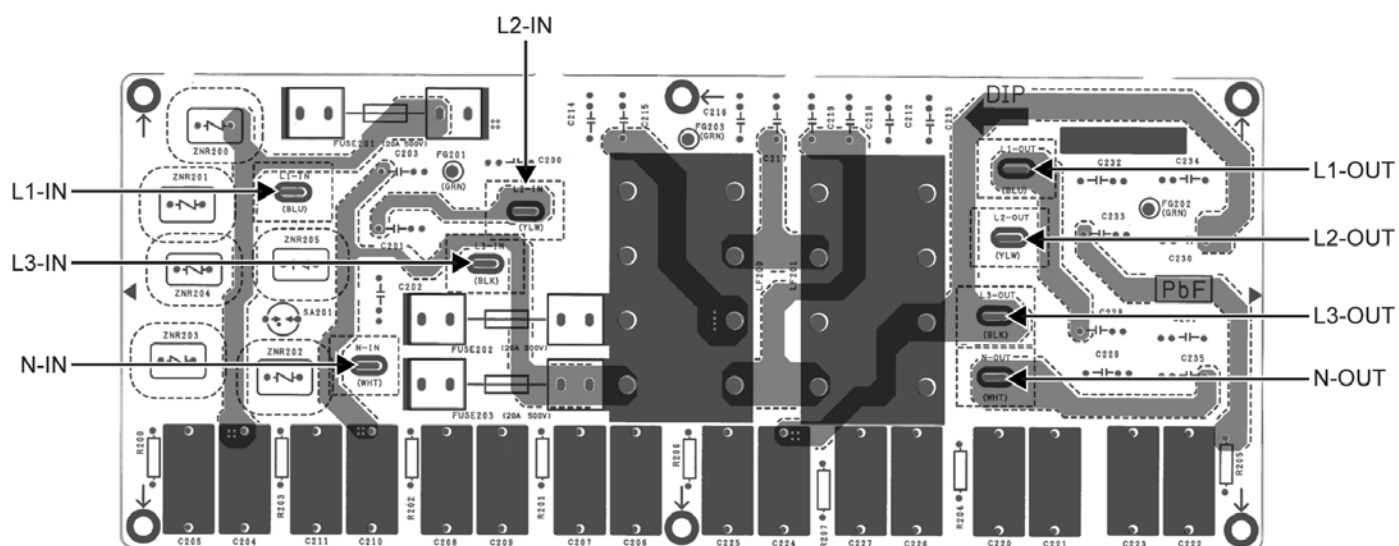 L2-IN
C214
C215
C216
C219
C218
C212
C213
DIP
FG203
(GRN)
ZNR200
FUSE201 (20A 500V)
C203
FG201
(GRN)
C200
C217
L1-OUT
(BLU)
C232
C234
L1-OUT
ZNR201
L1-IN
L1-IN
(BLU)
L2-IN
(YLW)
FG202
(GRN)
L2-OUT
(YLW)
C233
L2-OUT
ZNR205
C201
L3-IN
(BLK)
L3-IN
C230
ZNR204
C202
LF200
LF201
PbF
SA201
L3-OUT
(BLK)
L3-OUT
C228
ZNR203
ZNR202
N-IN
N-IN
(WHT)
FUSE202
(20A 500V)
N-OUT
(WHT)
C229
C235
N-OUT
FUSE203 (20A 500V)
R200
R203
R202
R201
R206
R207
R204
R205
C205
C204
C211
C210
C208
C209
C207
C206
C225
C224
C227
C226
C220
C221
C223
C222